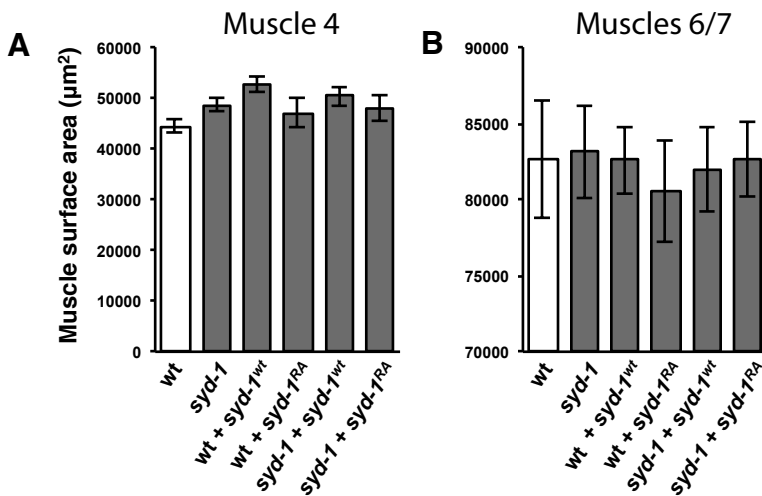 A
Muscle 4
Muscle surface area (µm²)
60000
50000
40000
30000
20000
10000
0
wt
syd-1
wt + syd-1ʷᵗ
wt + syd-1ᴿᴬ
syd-1 + syd-1ʷᵗ
syd-1 + syd-1ᴿᴬ
B
Muscles 6/7
90000
85000
80000
75000
70000
wt
syd-1
wt + syd-1ʷᵗ
wt + syd-1ᴿᴬ
syd-1 + syd-1ʷᵗ
syd-1 + syd-1ᴿᴬ